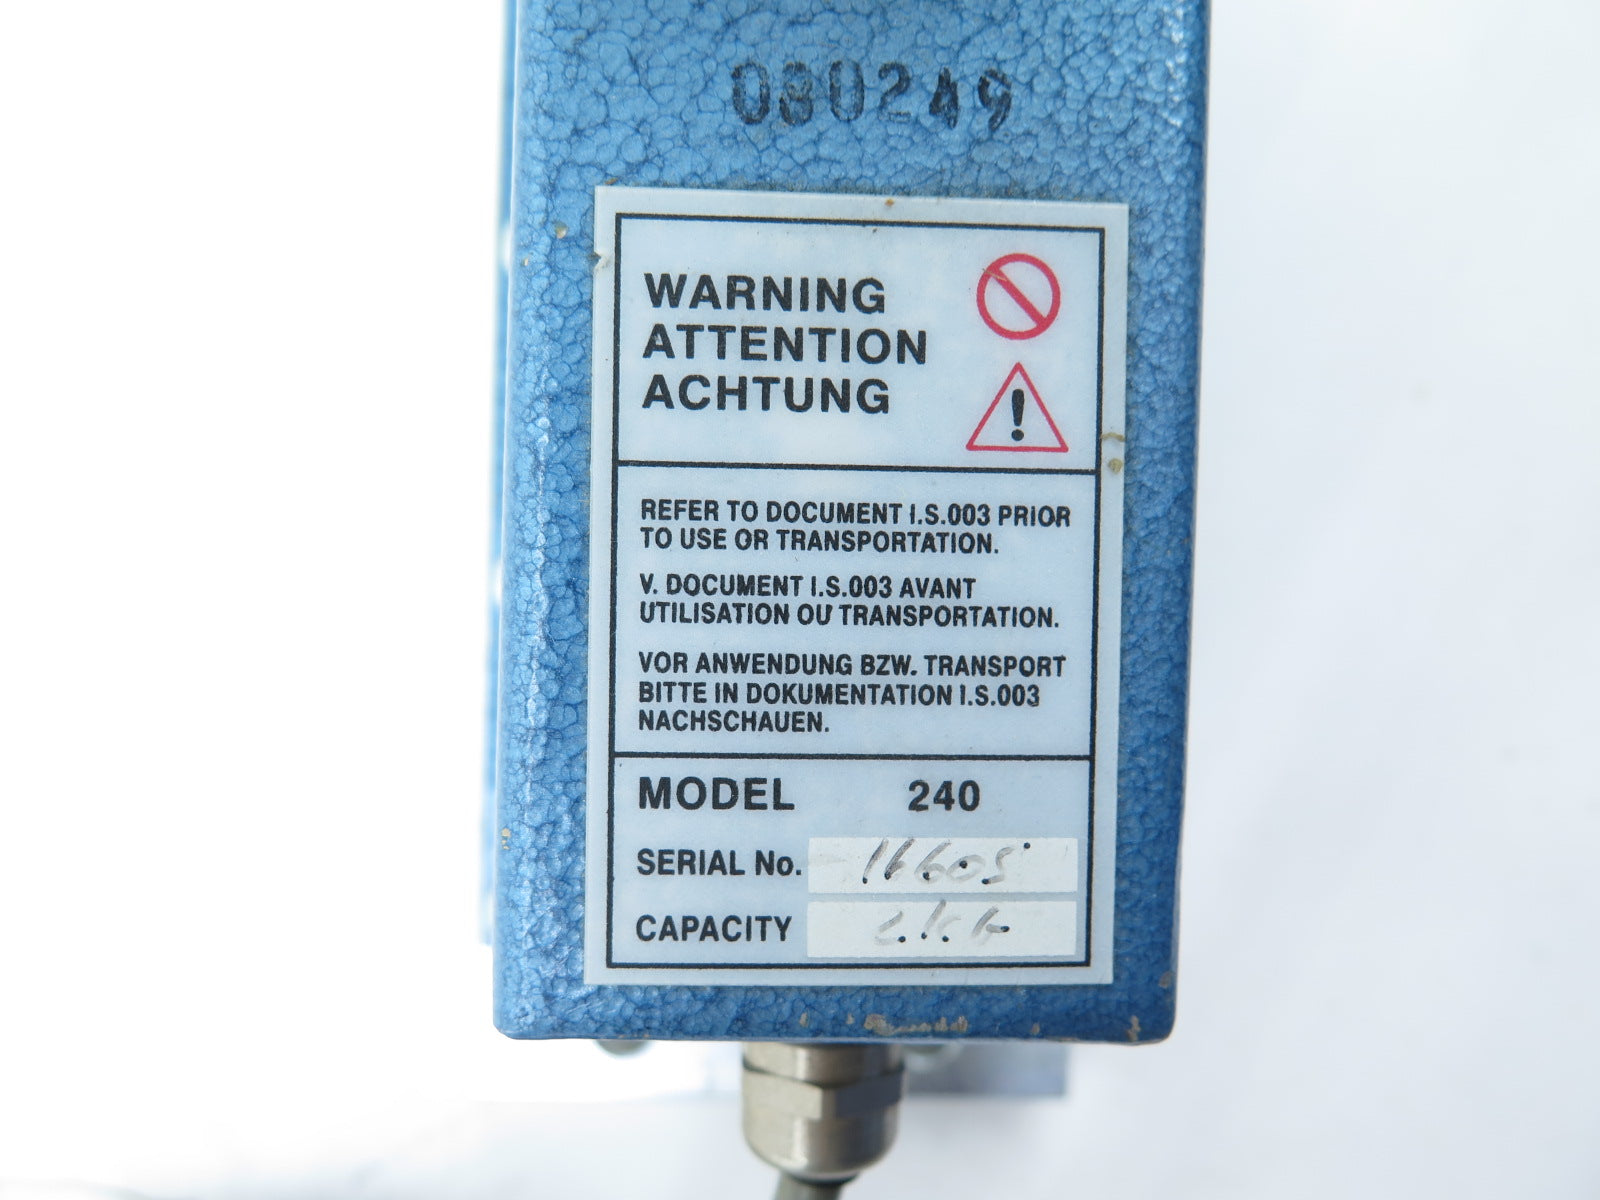 080249
WARNING
ATTENTION
ACHTUNG
REFER TO DOCUMENT I.S.003 PRIOR
TO USE OR TRANSPORTATION.
V. DOCUMENT I.S.003 AVANT
UTILISATION OU TRANSPORTATION.
VOR ANWENDUNG BZW. TRANSPORT
BITTE IN DOKUMENTATION I.S.003
NACHSCHAUEN.
MODEL 240
SERIAL No. 16605
CAPACITY